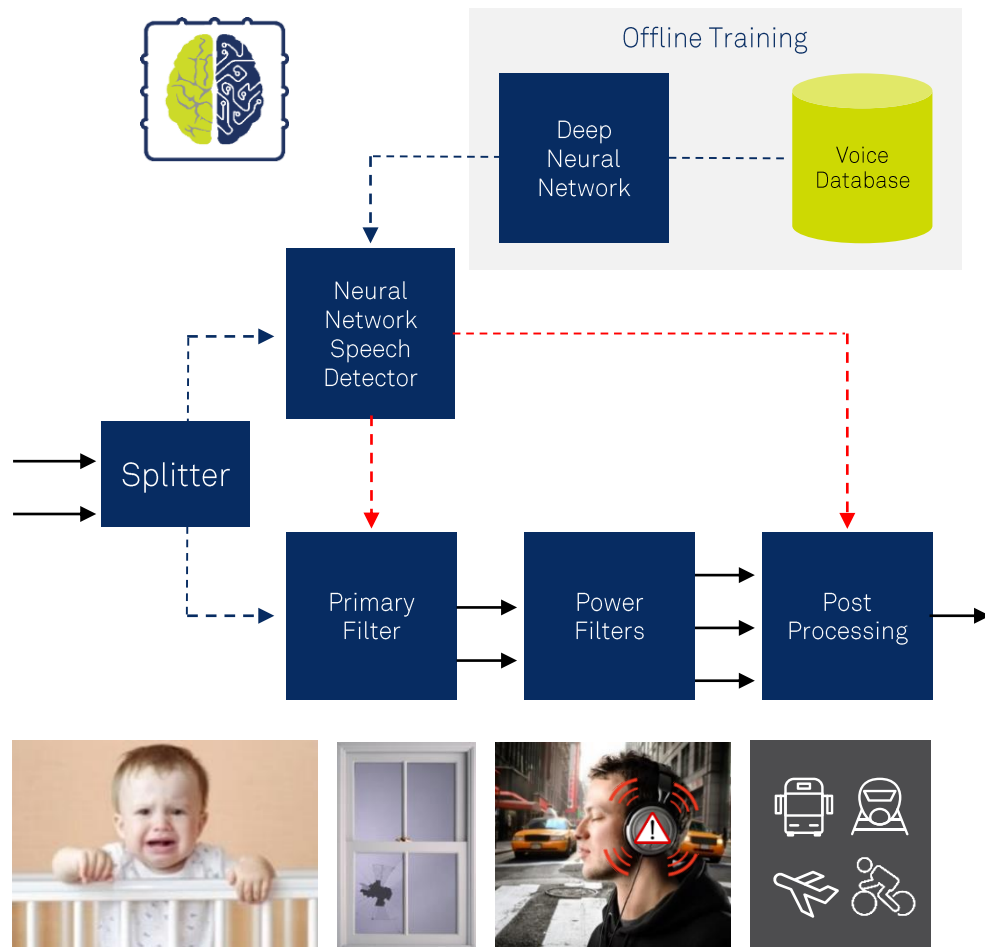 Offline Training
Deep
Neural
Network
Voice
Database
Neural
Network
Speech
Detector
Splitter
Primary
Filter
Power
Filters
Post
Processing
!